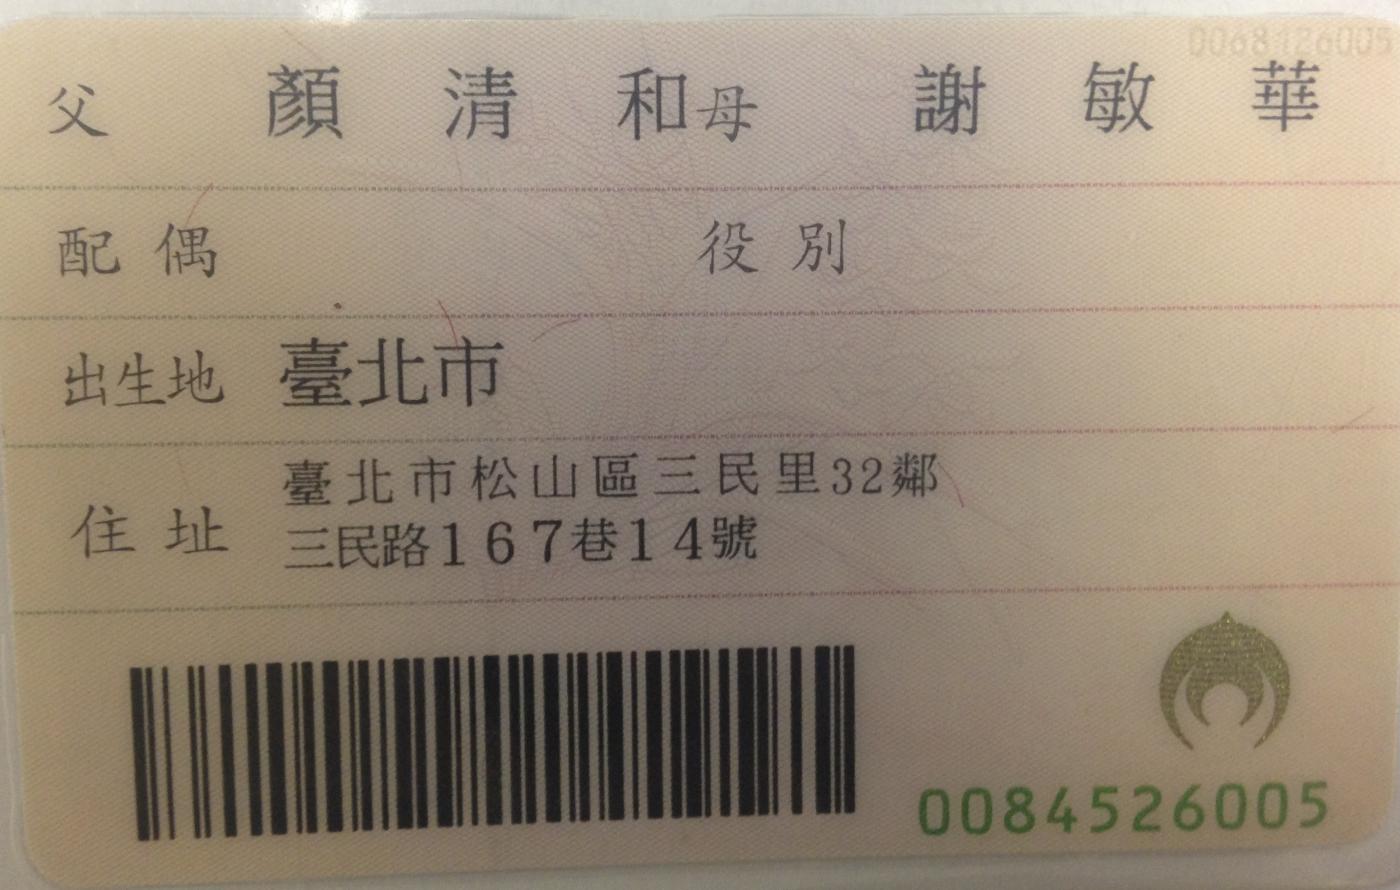 父 顏清和 母 謝敏華
配偶 役別
出生地 臺北市
住址 臺北市松山區三民里32鄰
三民路167巷14號
0084526005